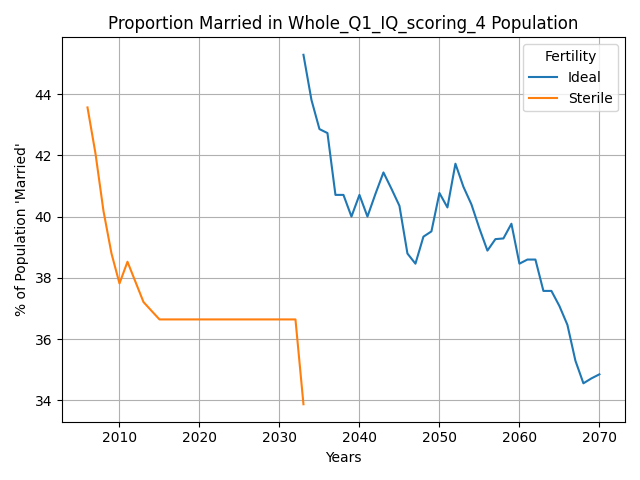 Proportion Married in Whole_Q1_IQ_scoring_4 Population
Fertility
Ideal
Sterile
% of Population 'Married'
44
42
40
38
36
34
2010 2020 2030 2040 2050 2060 2070
Years